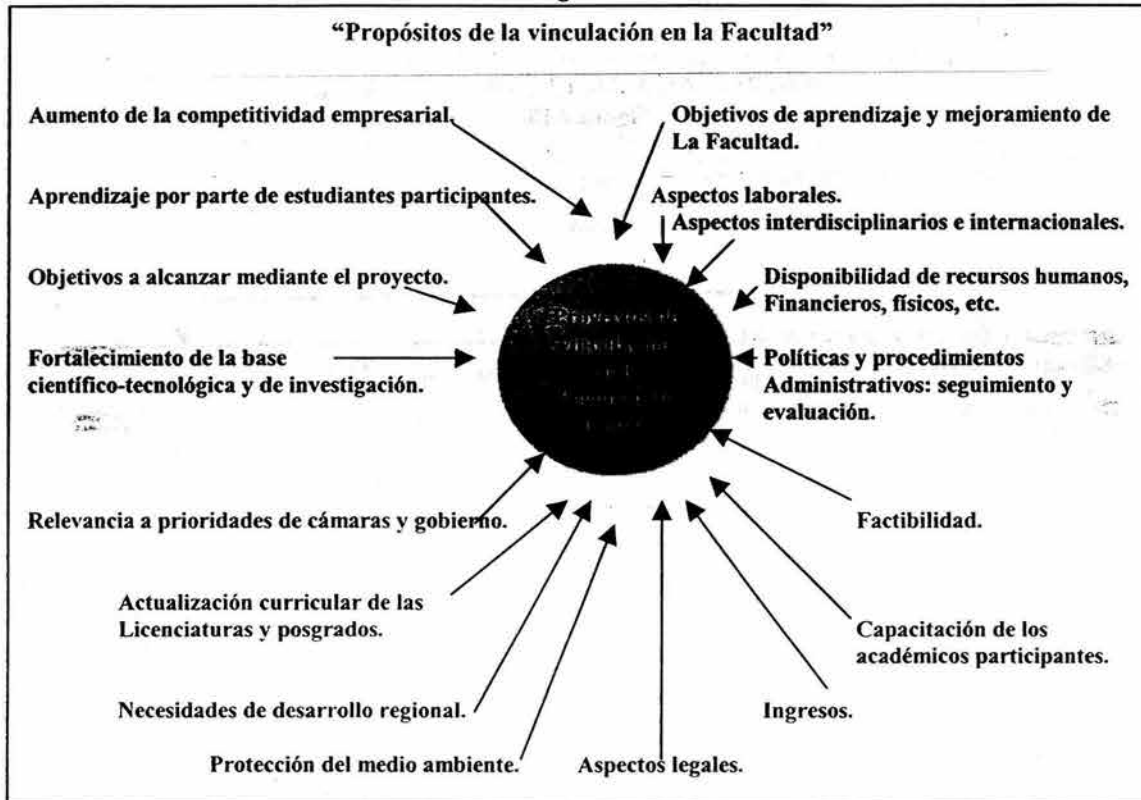 “Propósitos de la vinculación en la Facultad”
Aumento de la competitividad empresarial.
Objetivos de aprendizaje y mejoramiento de
La Facultad.
Aprendizaje por parte de estudiantes participantes.
Aspectos laborales.
Aspectos interdisciplinarios e internacionales.
Objetivos a alcanzar mediante el proyecto.
Disponibilidad de recursos humanos,
Financieros, físicos, etc.
Proyectos de
Fortalecimiento de la base
científico-tecnológica y de investigación.
Políticas y procedimientos
Administrativos: seguimiento y
evaluación.
Relevancia a prioridades de cámaras y gobierno.
Factibilidad.
Actualización curricular de las
Licenciaturas y posgrados.
Capacitación de los
académicos participantes.
Necesidades de desarrollo regional.
Ingresos.
Protección del medio ambiente.
Aspectos legales.